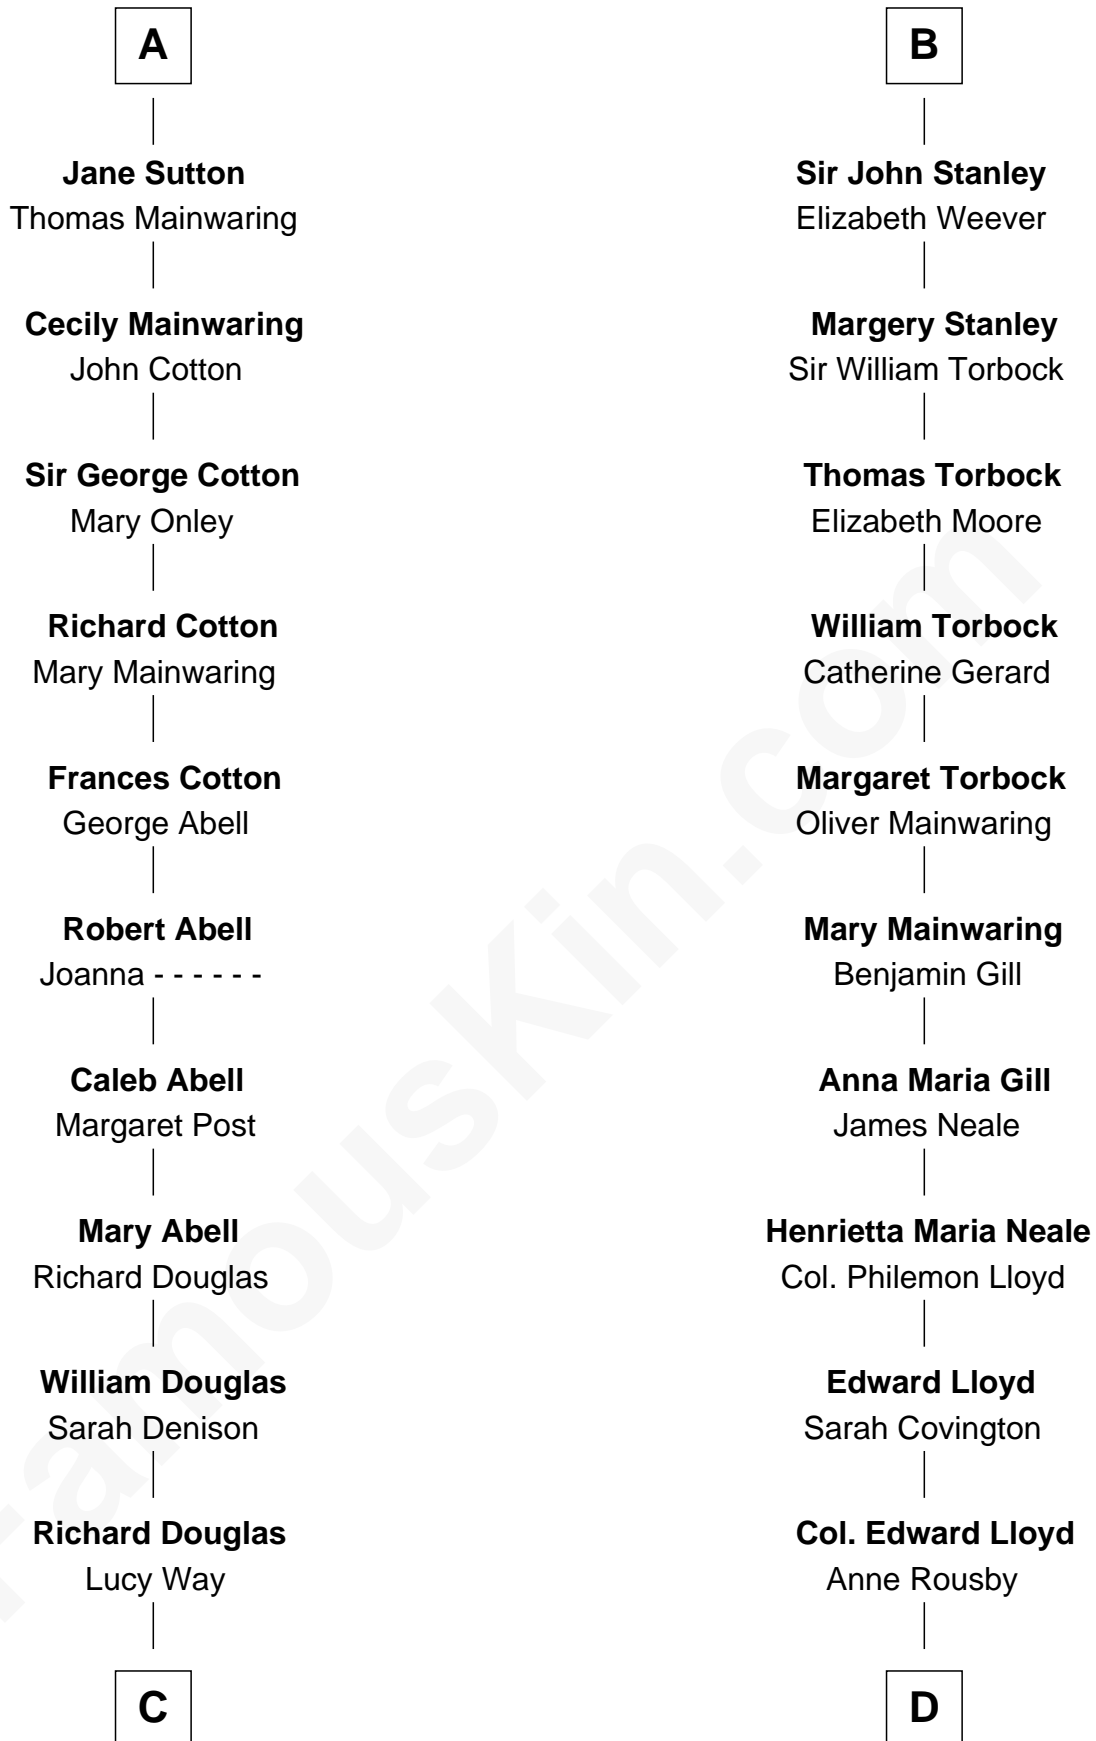 A
Jane Sutton
Thomas Mainwaring
Cecily Mainwaring
John Cotton
Sir George Cotton
Mary Onley
Richard Cotton
Mary Mainwaring
Frances Cotton
George Abell
Robert Abell
Joanna - - - - - -
Caleb Abell
Margaret Post
Mary Abell
Richard Douglas
William Douglas
Sarah Denison
Richard Douglas
Lucy Way
C
B
Sir John Stanley
Elizabeth Weever
Margery Stanley
Sir William Torbock
Thomas Torbock
Elizabeth Moore
William Torbock
Catherine Gerard
Margaret Torbock
Oliver Mainwaring
Mary Mainwaring
Benjamin Gill
Anna Maria Gill
James Neale
Henrietta Maria Neale
Col. Philemon Lloyd
Edward Lloyd
Sarah Covington
Col. Edward Lloyd
Anne Rousby
D
FamousKin.com